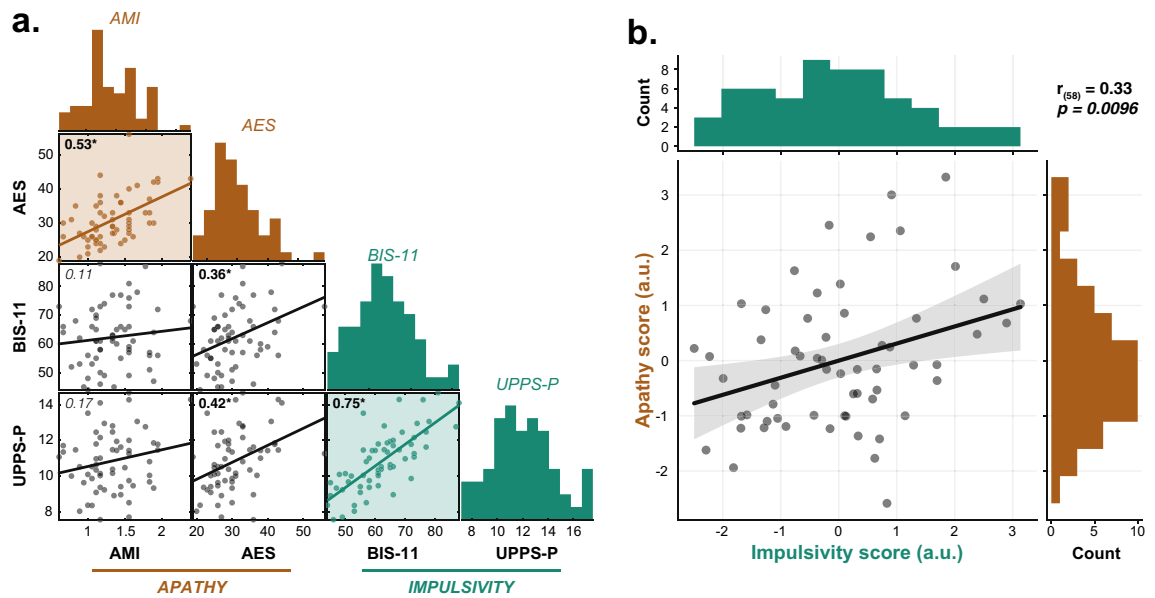 a.
AMI
AES
0.53*
AES
50
40
30
20
BIS-11
0.11
0.36*
BIS-11
80
70
60
50
UPPS-P
0.17
0.42*
0.75*
UPPS-P
14
12
10
8
1 1.5 2 20 30 40 50 50 60 70 80 8 10 12 14 16
AMI AES BIS-11 UPPS-P
APATHY IMPULSIVITY
b.
Count
8
6
4
2
0
r(58) = 0.33
p = 0.0096
Apathy score (a.u.)
3
2
1
0
-1
-2
-2 -1 0 1 2 3
Impulsivity score (a.u.)
0 5 10
Count